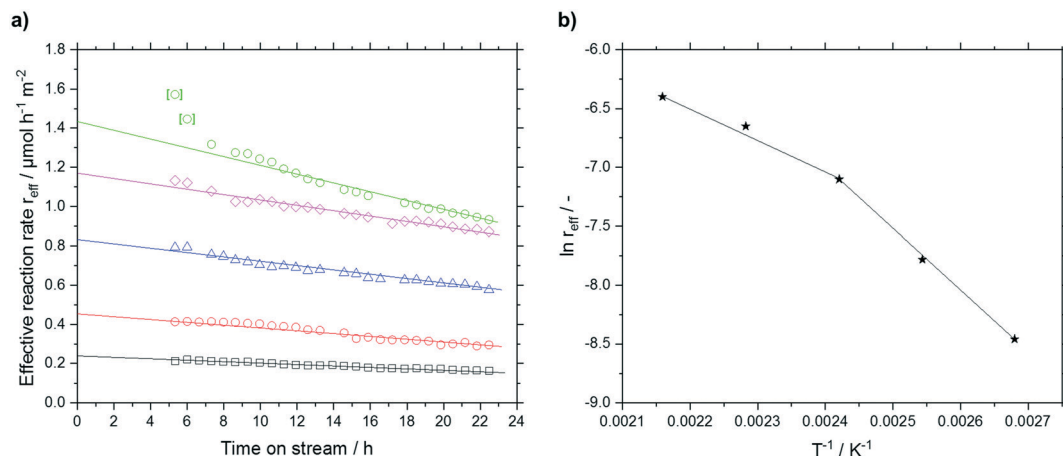 a)
Effective reaction rate r_eff / µmol h⁻¹ m⁻²
1.8
1.6
1.4
1.2
1.0
0.8
0.6
0.4
0.2
0.0
[ ]
[ ]
0 2 4 6 8 10 12 14 16 18 20 22 24
Time on stream / h
b)
ln r_eff / -
-6.0
-6.5
-7.0
-7.5
-8.0
-8.5
-9.0
0.0021 0.0022 0.0023 0.0024 0.0025 0.0026 0.0027
T⁻¹ / K⁻¹